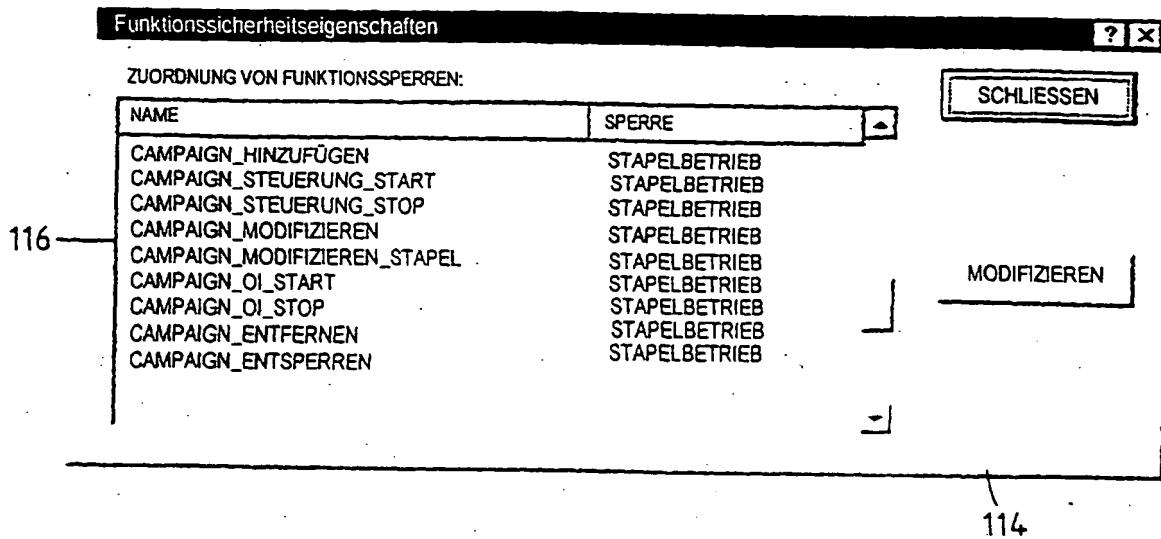 Funktionssicherheitseigenschaften ? X
ZUORDNUNG VON FUNKTIONSSPERREN:
SCHLIESSEN
NAME SPERRE
CAMPAIGN_HINZUFÜGEN STAPELBETRIEB
CAMPAIGN_STEUERUNG_START STAPELBETRIEB
CAMPAIGN_STEUERUNG_STOP STAPELBETRIEB
CAMPAIGN_MODIFIZIEREN STAPELBETRIEB
116
CAMPAIGN_MODIFIZIEREN_STAPEL STAPELBETRIEB
MODIFIZIEREN
CAMPAIGN_OI_START STAPELBETRIEB
CAMPAIGN_OI_STOP STAPELBETRIEB
CAMPAIGN_ENTFERNEN STAPELBETRIEB
CAMPAIGN_ENTSPERREN STAPELBETRIEB
114